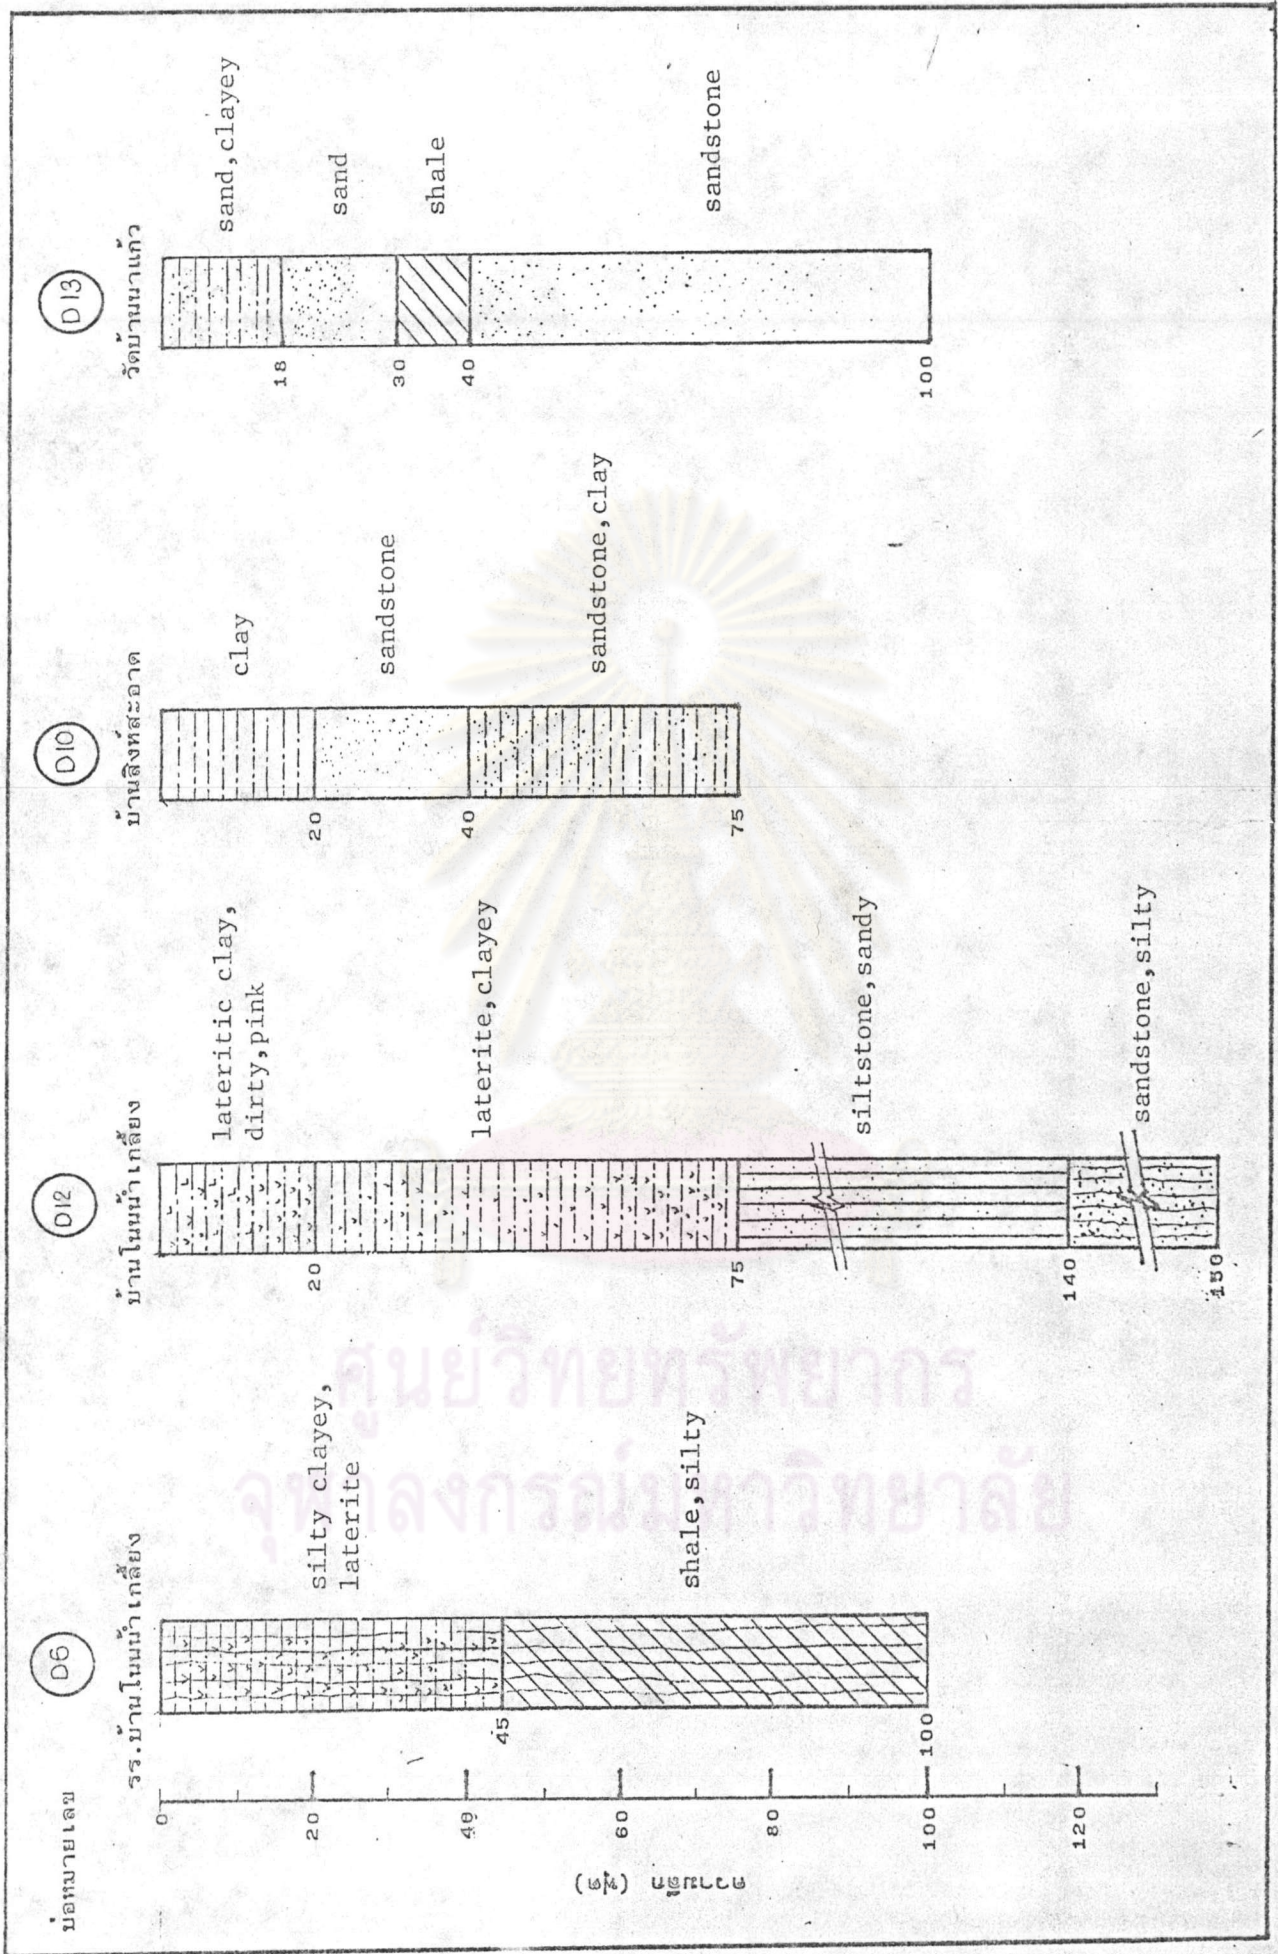 บ่อหมายเลข
D6
D12
D10
D13
รร.บ้านโนนน้ำเกลี้ยง
บ้านโนนน้ำเกลี้ยง
บ้านสิงห์สะอาด
วัดบ้านนาแก้ว
ความลึก (ฟุต)
0
20
40
60
80
100
120
silty clayey,
laterite
45
shale,silty
100
lateritic clay,
dirty,pink
20
laterite,clayey
75
siltstone,sandy
140
sandstone,silty
150
clay
20
sandstone
40
sandstone,clay
75
sand,clayey
18
sand
30
shale
40
sandstone
100
ศูนย์วิทยทรัพยากร
จุฬาลงกรณ์มหาวิทยาลัย